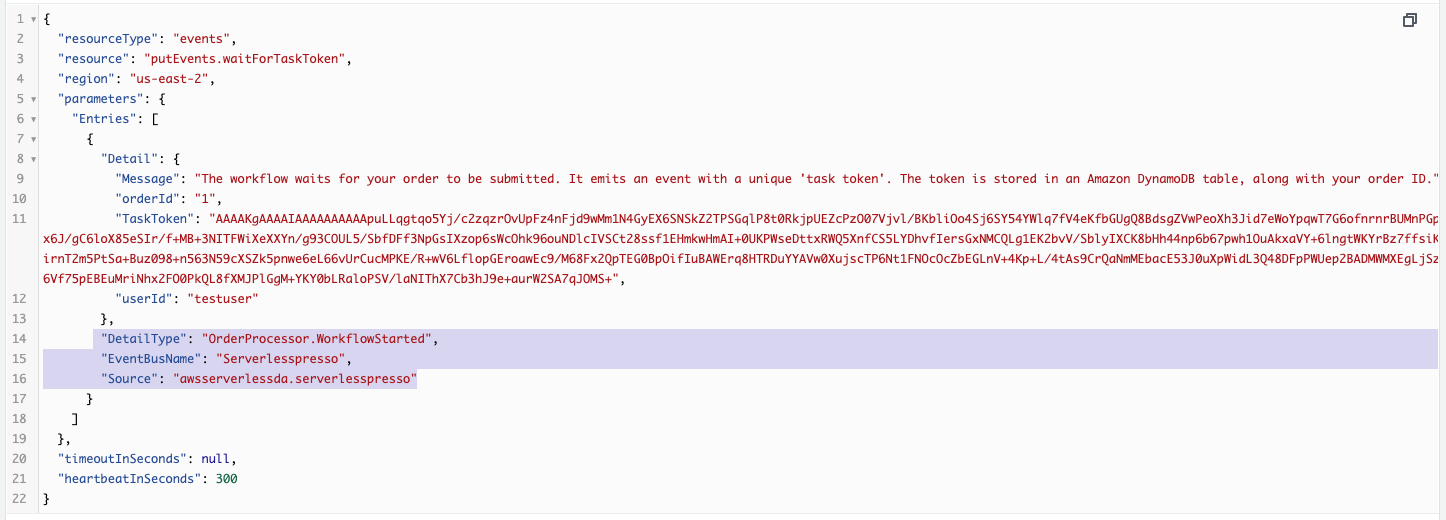 1 {
2 "resourceType": "events",
3 "resource": "putEvents.waitForTaskToken",
4 "region": "us-east-2",
5 "parameters": {
6 "Entries": [
7 {
8 "Detail": {
9 "Message": "The workflow waits for your order to be submitted. It emits an event with a unique 'task token'. The token is stored in an Amazon DynamoDB table, along with your order ID."
10 "orderId": "1",
11 "TaskToken": "AAAAKgAAAAIAAAAAAAAAApuLLqgtqo5Yj/c2zqzrOvUpFz4nFjd9wMm1N4GyEX6SNSkZ2TPSGqlP8t0RkjpUEZcPzO07Vjvl/BKbliOo4Sj6SY54YWlq7fV4eKfbGUgQ8BdsgZVwPeoXh3Jid7eWoYpqwT7G6ofnrnrBUMnPGp
x6J/gC6loX85eSIr/f+MB+3NITFWiXeXXYn/g93COUL5/SbfDFf3NpGsIXzop6sWcOhk96ouNDlcIVSCt28ssf1EHmkwHmAI+0UKPWseDttxRWQ5XnfCS5LYDhvfIersGxNMCQLg1EK2bvV/SblyIXCK8bHh44np6b67pwh1OuAkxaVY+6lngtWKYrBz7ffsiK
irnT2m5PtSa+Buz098+n563N59cXSZk5pnwe6eL66vUrCucMPKE/R+wV6LflopGEroawEc9/M68Fx2QpTEG0BpOifIuBAWErq8HTRDuYYAVw0XujscTP6Nt1FNOcOcZbEGLnV+4Kp+L/4tAs9CrQaNmMEbacE53J0uXpWidL3Q48DFpPWUep2BADMWMXEgLjSz
6Vf75pEBEuMriNhx2FO0PkQL8fXMJPlGgM+YKY0bLRaloPSV/laNIThX7Cb3hJ9e+aurW2SA7qJOMS+",
12 "userId": "testuser"
13 },
14 "DetailType": "OrderProcessor.WorkflowStarted",
15 "EventBusName": "Serverlesspresso",
16 "Source": "awsserverlessda.serverlesspresso"
17 }
18 ]
19 },
20 "timeoutInSeconds": null,
21 "heartbeatInSeconds": 300
22 }